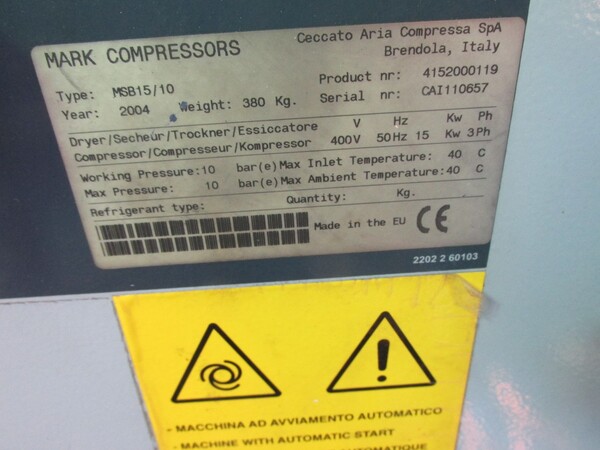 MARK COMPRESSORS
Ceccato Aria Compressa SpA
Brendola, Italy
Type: MSB15/10
Product nr: 4152000119
Year: 2004 Weight: 380 Kg.
Serial nr: CAI110657
Dryer/Secheur/Trockner/Essiccatore V Hz Kw Ph
Compressor/Compresseur/Kompressor 400V 50Hz 15 Kw 3Ph
Working Pressure:10 bar(e) Max Inlet Temperature: 40 C
Max Pressure: 10 bar(e) Max Ambient Temperature:40 C
Refrigerant type: Quantity: Kg.
Made in the EU CE
2202 2 60103
- MACCHINA AD AVVIAMENTO AUTOMATICO
- MACHINE WITH AUTOMATIC START
AUTOMATIQUE